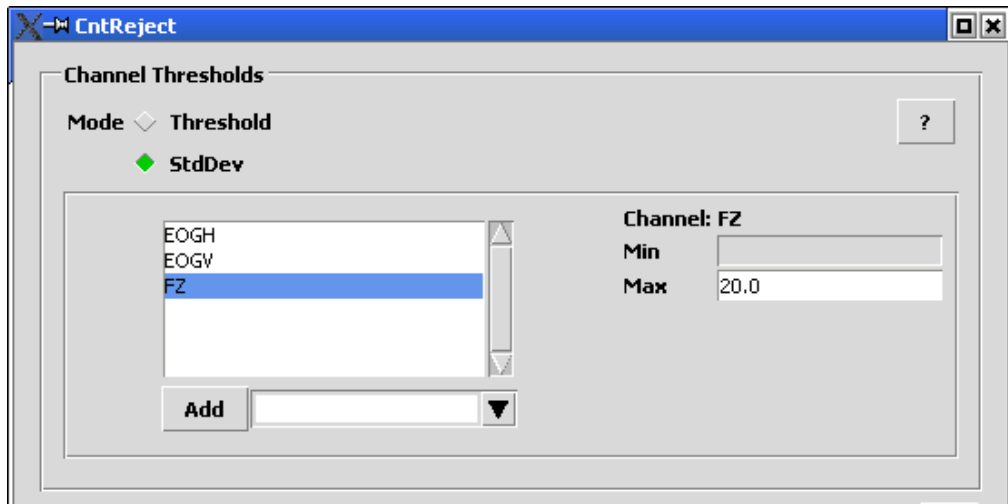 CntReject
Channel Thresholds
Mode Threshold
?
StdDev
EOGH
EOGV
FZ
Channel: FZ
Min
Max 20.0
Add